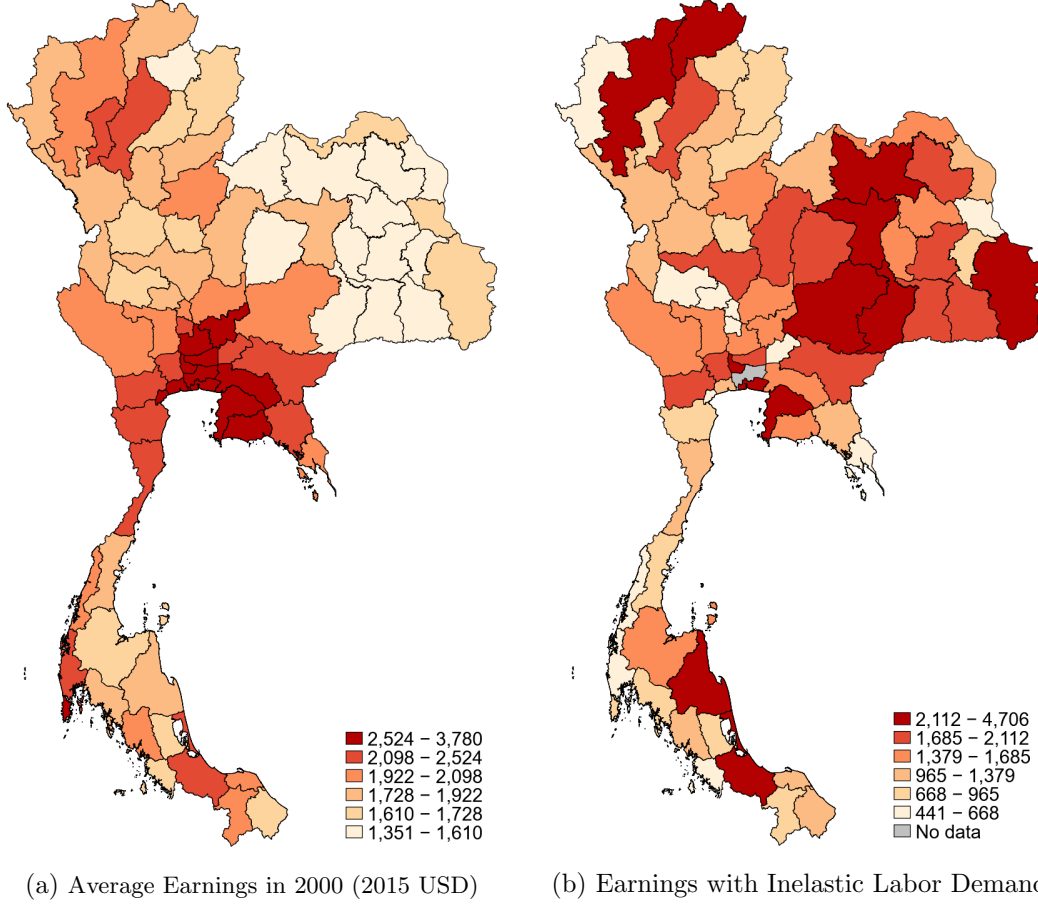 2,524 – 3,780
2,098 – 2,524
1,922 – 2,098
1,728 – 1,922
1,610 – 1,728
1,351 – 1,610
2,112 – 4,706
1,685 – 2,112
1,379 – 1,685
965 – 1,379
668 – 965
441 – 668
No data
(a) Average Earnings in 2000 (2015 USD)
(b) Earnings with Inelastic Labor Deman